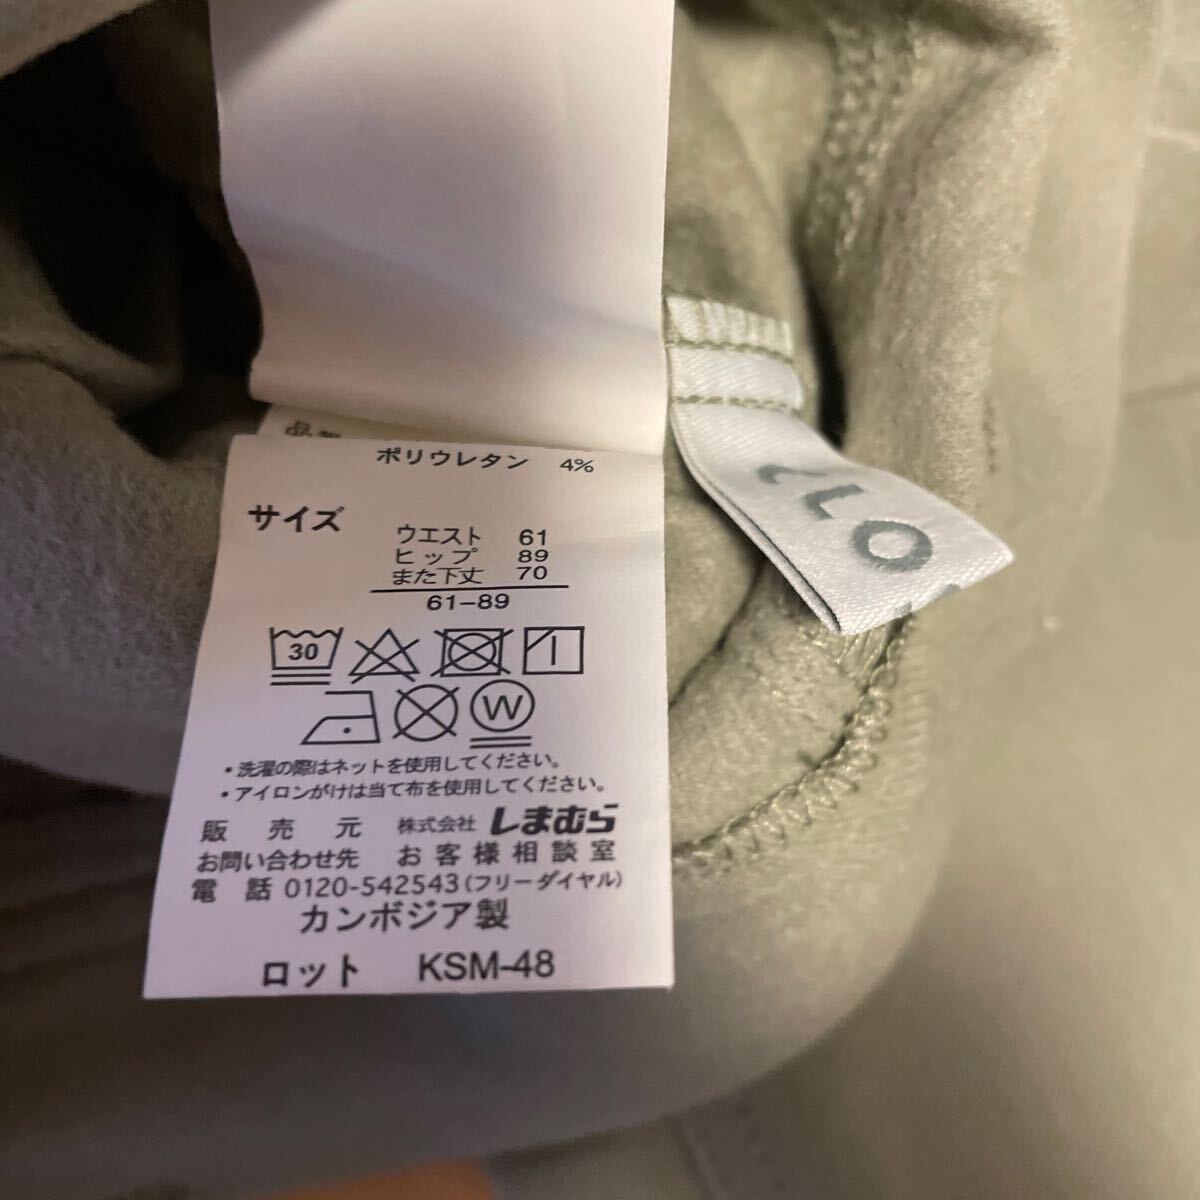 ポリウレタン 4%
サイズ
ウエスト 61
ヒップ 89
また下丈 70
61-89
30
W
・洗濯の際はネットを使用してください。
・アイロンがけは当て布を使用してください。
販売元 株式会社 しまむら
お問い合わせ先 お客様相談室
電話 0120-542543(フリーダイヤル)
カンボジア製
ロット KSM-48
LO